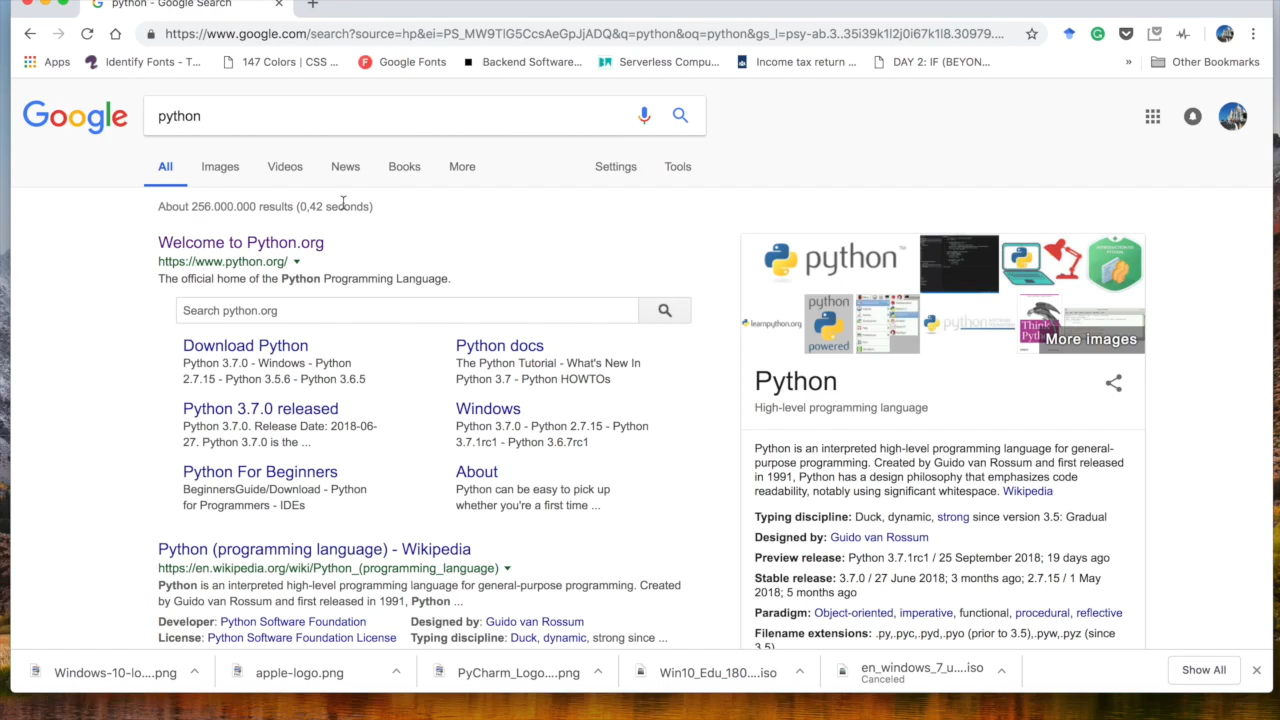 python - Google Search
https://www.google.com/search?source=hp&ei=PS_MW9TlG5CcsAeGpJjADQ&q=python&oq=python&gs_l=psy-ab.3..35i39k1l2j0i67k1l8.30979....
Apps Identify Fonts - T... 147 Colors | CSS ... Google Fonts Backend Software... Serverless Compu... Income tax return ... DAY 2: IF (BEYON... » Other Bookmarks
Google python
All Images Videos News Books More Settings Tools
About 256.000.000 results (0,42 seconds)
Welcome to Python.org
https://www.python.org/
The official home of the Python Programming Language.
Search python.org
Download Python
Python 3.7.0 - Windows - Python
2.7.15 - Python 3.5.6 - Python 3.6.5
Python docs
The Python Tutorial - What's New In
Python 3.7 - Python HOWTOs
Python 3.7.0 released
Python 3.7.0. Release Date: 2018-06-
27. Python 3.7.0 is the ...
Windows
Python 3.7.0 - Python 2.7.15 - Python
3.7.1rc1 - Python 3.6.7rc1
Python For Beginners
BeginnersGuide/Download - Python
for Programmers - IDEs
About
Python can be easy to pick up
whether you're a first time ...
Python (programming language) - Wikipedia
https://en.wikipedia.org/wiki/Python_(programming_language)
Python is an interpreted high-level programming language for general-purpose programming. Created
by Guido van Rossum and first released in 1991, Python ...
Developer: Python Software Foundation Designed by: Guido van Rossum
License: Python Software Foundation License Typing discipline: Duck, dynamic, strong since ...
python
learnpython.org
python
powered
python
Think
More images
Python
High-level programming language
Python is an interpreted high-level programming language for general-
purpose programming. Created by Guido van Rossum and first released
in 1991, Python has a design philosophy that emphasizes code
readability, notably using significant whitespace. Wikipedia
Typing discipline: Duck, dynamic, strong since version 3.5: Gradual
Designed by: Guido van Rossum
Preview release: Python 3.7.1rc1 / 25 September 2018; 19 days ago
Stable release: 3.7.0 / 27 June 2018; 3 months ago; 2.7.15 / 1 May
2018; 5 months ago
Paradigm: Object-oriented, imperative, functional, procedural, reflective
Filename extensions: .py,.pyc,.pyd,.pyo (prior to 3.5),.pyw,.pyz (since
3.5)
Windows-10-lo....png apple-logo.png PyCharm_Logo....png Win10_Edu_180....iso en_windows_7_u....iso Show All
Canceled